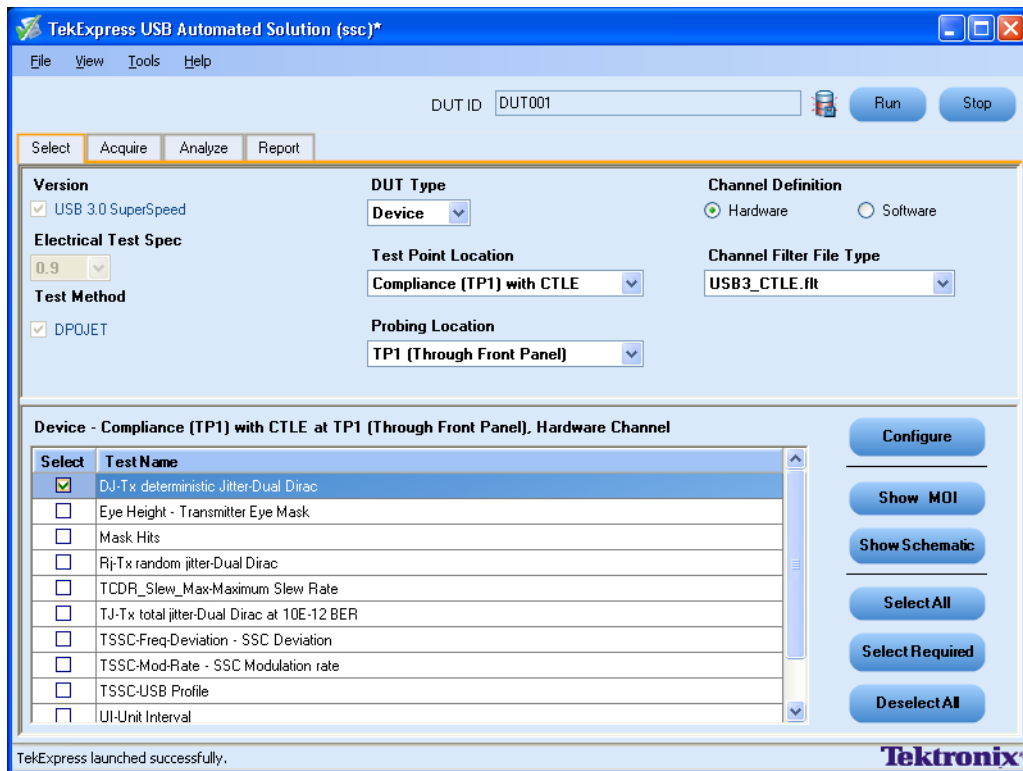 TekExpress USB Automated Solution (ssc)*
File View Tools Help
DUT ID DUT001 Run Stop
Select Acquire Analyze Report
Version
USB 3.0 SuperSpeed
Electrical Test Spec
0.9
Test Method
DPOJET
DUT Type
Device
Test Point Location
Compliance (TP1) with CTLE
Probing Location
TP1 (Through Front Panel)
Channel Definition
Hardware Software
Channel Filter File Type
USB3_CTLE.flt
Device - Compliance (TP1) with CTLE at TP1 (Through Front Panel), Hardware Channel
Select Test Name
DJ-Tx deterministic Jitter-Dual Dirac
Eye Height - Transmitter Eye Mask
Mask Hits
Rj-Tx random jitter-Dual Dirac
TCDR_Slew_Max-Maximum Slew Rate
TJ-Tx total jitter-Dual Dirac at 10E-12 BER
TSSC-Freq-Deviation - SSC Deviation
TSSC-Mod-Rate - SSC Modulation rate
TSSC-USB Profile
UI-Unit Interval
Configure
Show MOI
Show Schematic
Select All
Select Required
Deselect All
TekExpress launched successfully.
Tektronix